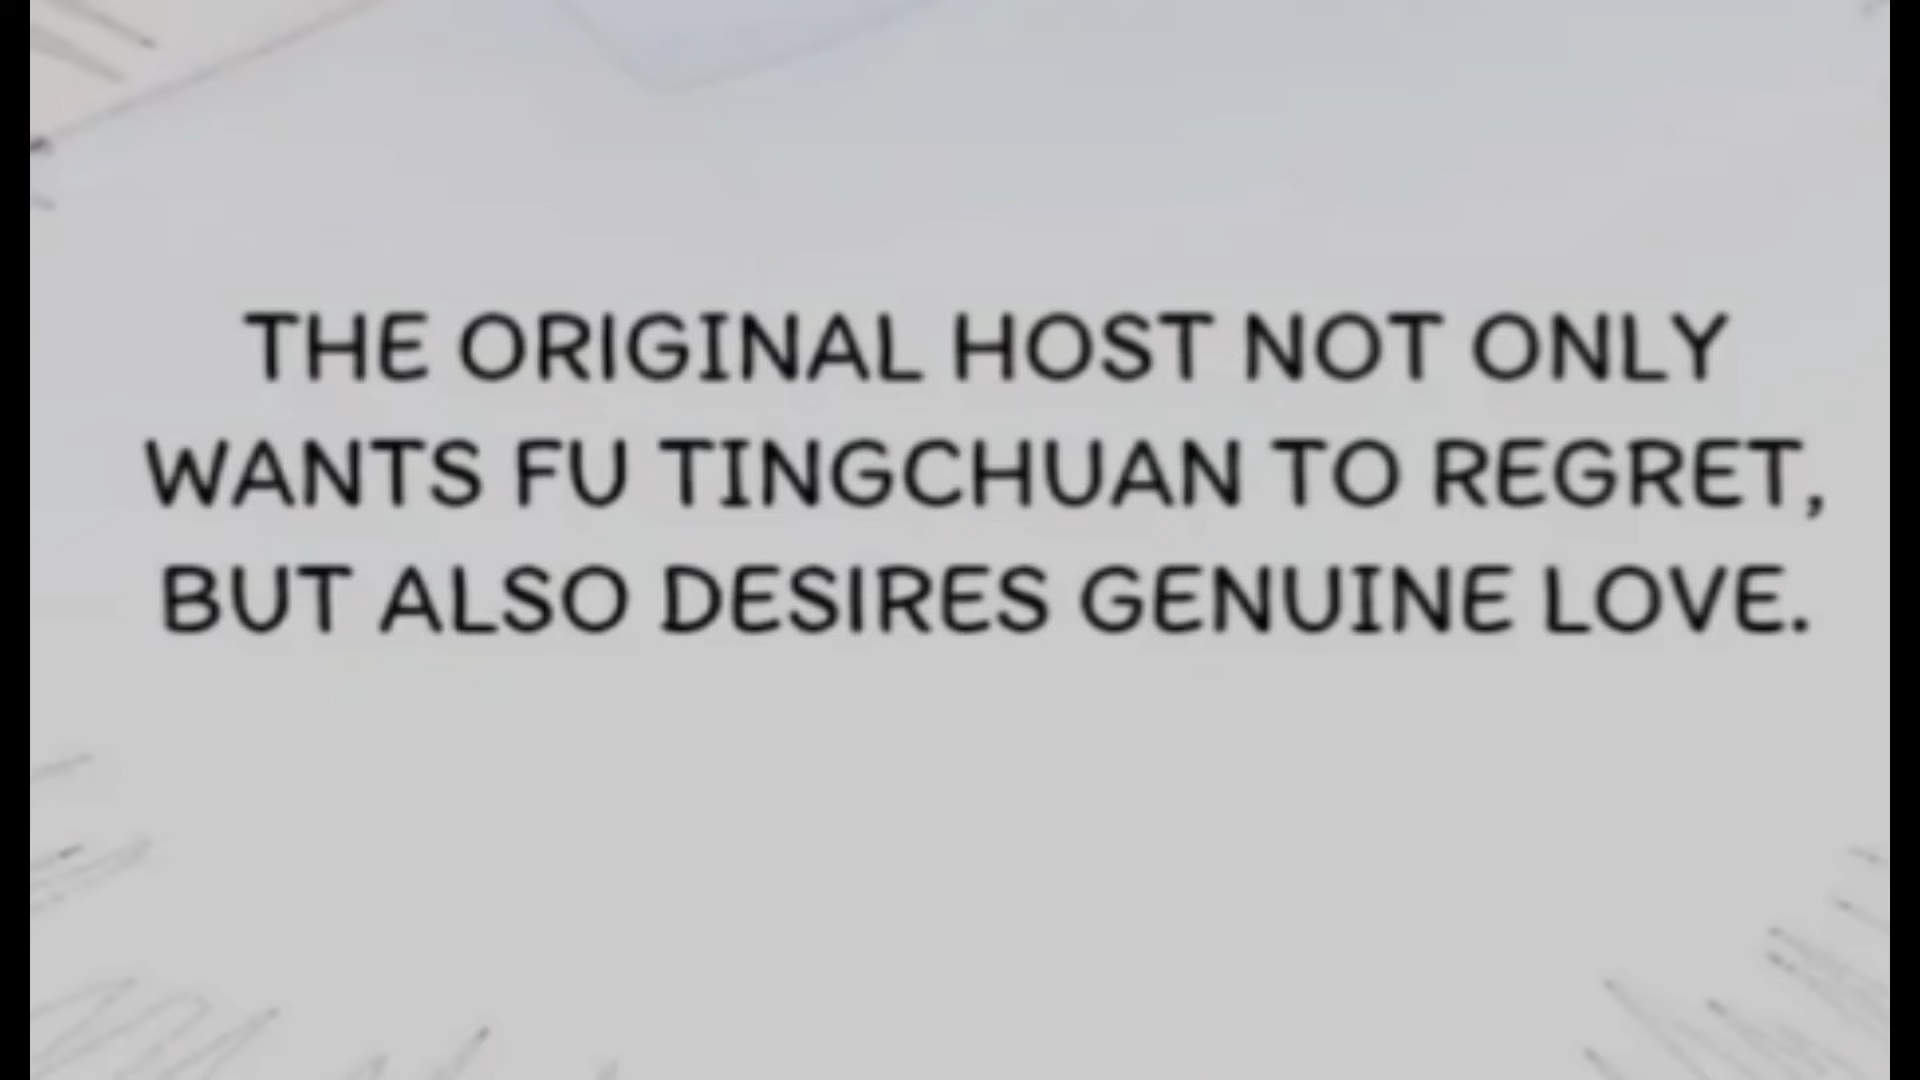 THE ORIGINAL HOST NOT ONLY
WANTS FU TINGCHUAN TO REGRET,
BUT ALSO DESIRES GENUINE LOVE.